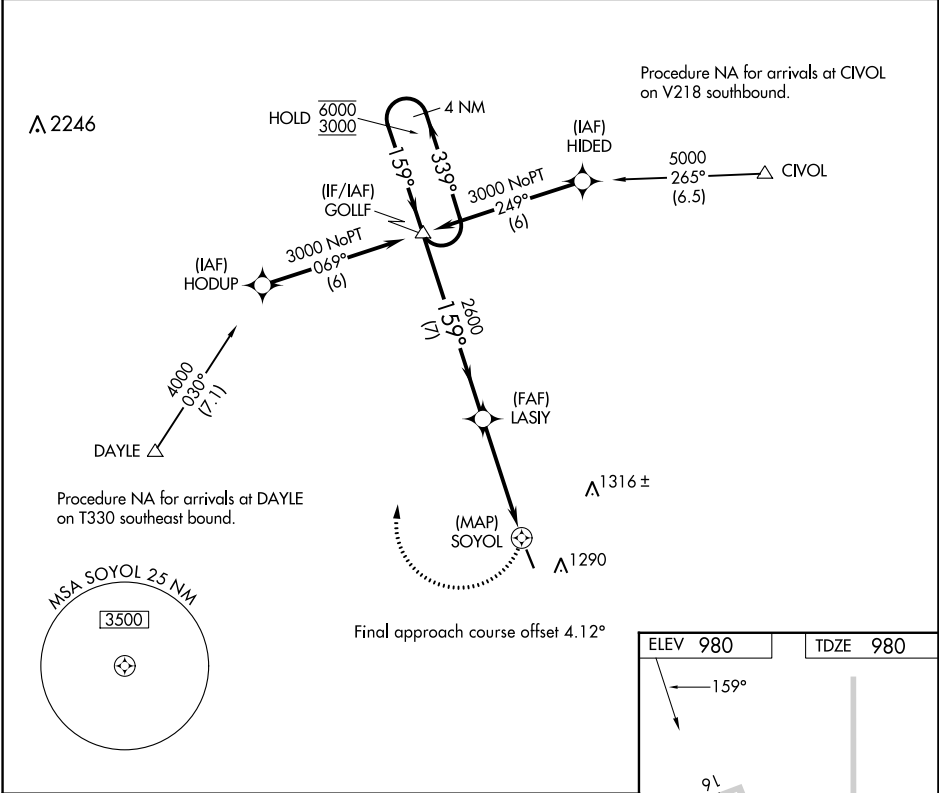 Procedure NA for arrivals at CIVOL
on V218 southbound.
2246
HOLD 6000
3000
4 NM
159°
339°
(IAF)
HIDED
5000
265°
(6.5)
CIVOL
3000 NoPT
249°
(6)
(IF/IAF)
GOLLF
3000 NoPT
069°
(6)
(IAF)
HODUP
2600
159°
(7)
4000
030°
(7.1)
DAYLE
(FAF)
LASIY
Procedure NA for arrivals at DAYLE
on T330 southeast bound.
1316 ±
(MAP)
SOYOL
1290
MSA SOYOL 25 NM
3500
Final approach course offset 4.12°
ELEV 980
TDZE 980
159°
16